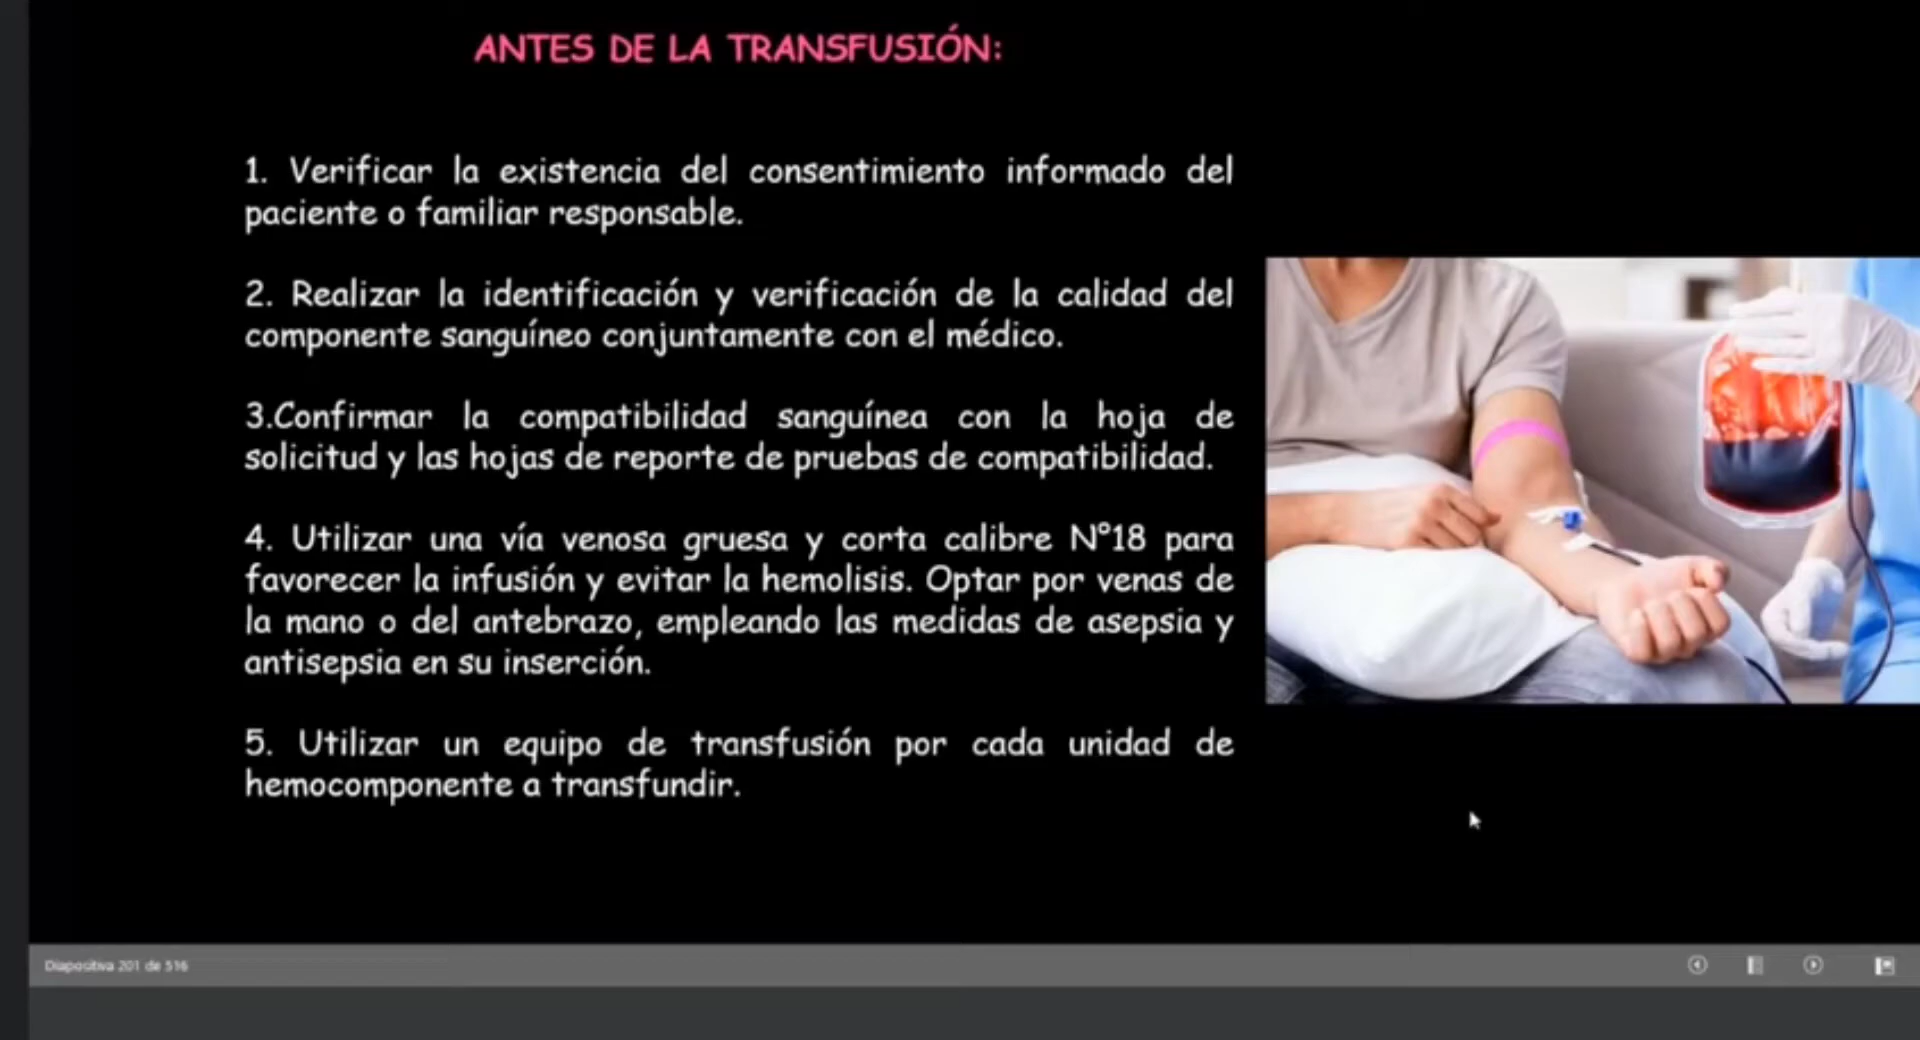 ANTES DE LA TRANSFUSIÓN:
1. Verificar la existencia del consentimiento informado del
paciente o familiar responsable.
2. Realizar la identificación y verificación de la calidad del
componente sanguíneo conjuntamente con el médico.
3.Confirmar la compatibilidad sanguínea con la hoja de
solicitud y las hojas de reporte de pruebas de compatibilidad.
4. Utilizar una vía venosa gruesa y corta calibre N°18 para
favorecer la infusión y evitar la hemolisis. Optar por venas de
la mano o del antebrazo, empleando las medidas de asepsia y
antisepsia en su inserción.
5. Utilizar un equipo de transfusión por cada unidad de
hemocomponente a transfundir.
Diapositiva 201 de 516